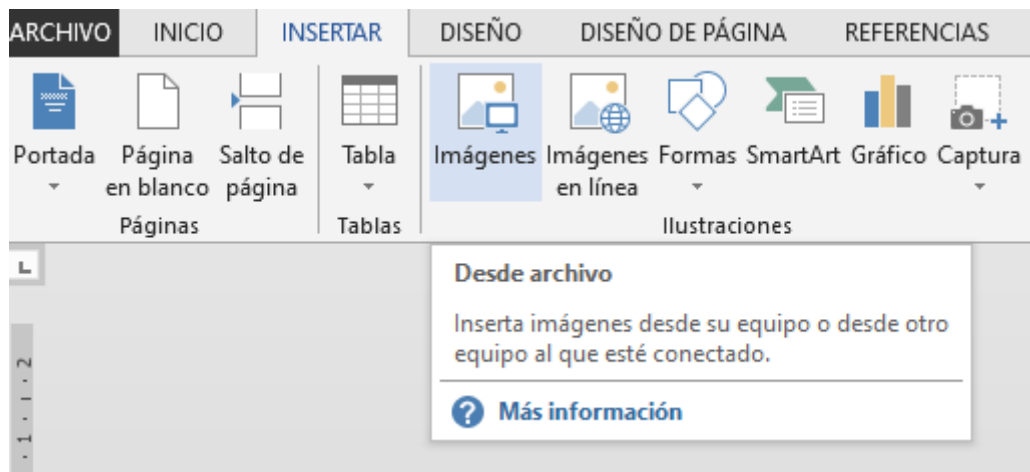 ARCHIVO INICIO INSERTAR DISEÑO DISEÑO DE PÁGINA REFERENCIAS
Portada Página Salto de Tabla Imágenes Imágenes Formas SmartArt Gráfico Captura
en blanco página en línea
Páginas Tablas Ilustraciones
L
Desde archivo
Inserta imágenes desde su equipo o desde otro
equipo al que esté conectado.
? Más información
2 · ı · 1 ·